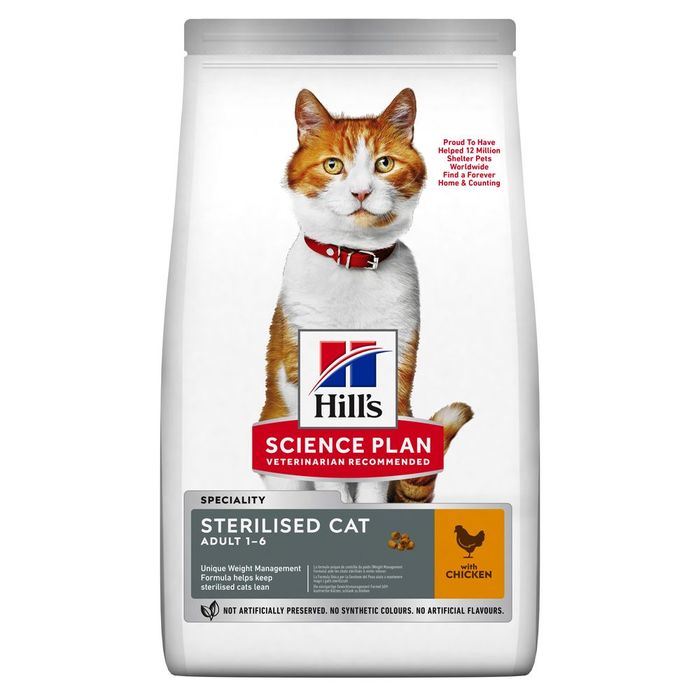 Proud To Have
Helped 12 Million
Shelter Pets
Worldwide
Find a Forever
Home & Counting
Hill's
SCIENCE PLAN
VETERINARIAN RECOMMENDED
SPECIALITY
STERILISED CAT
ADULT 1-6
with
CHICKEN
Unique Weight Management
Formula helps keep
sterilised cats lean
NOT ARTIFICIALLY PRESERVED. NO SYNTHETIC COLOURS. NO ARTIFICIAL FLAVOURS.